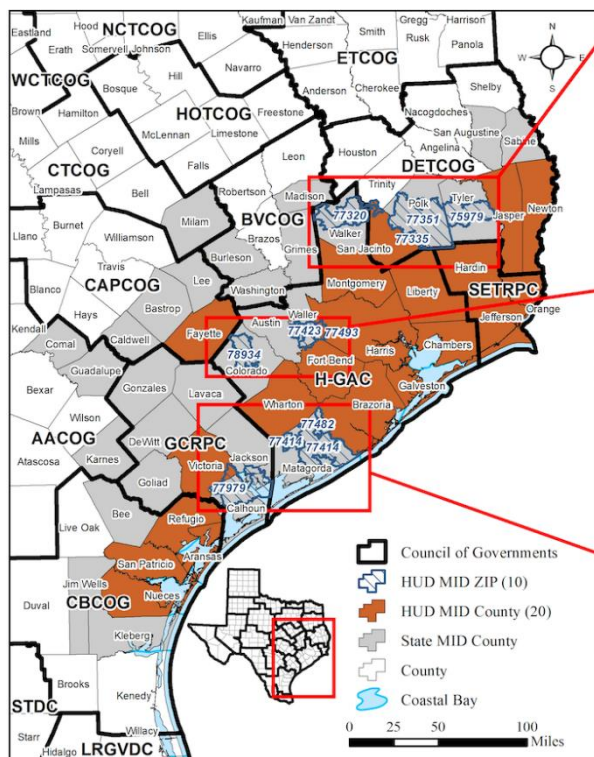 NCTCOG
Kaufman
Van Zandt
Smith
Gregg
Harrison
Eastland
Erath
Somervell
Johnson
Ellis
Henderson
Rusk
Panola
ETCOG
N
E
S
WCTCOG
Hill
Navarro
Bosque
Anderson
Cherokee
Shelby
Brown
Hamilton
HOTCOG
Freestone
Nacogdoches
McLennan
Limestone
San Augustine
Sabine
Mills
Coryell
Leon
Houston
Angelina
CTCOG
Falls
DETCOG
Lampasas
Bell
Robertson
Madison
Trinity
Polk
Tyler
Burnet
Milam
BVCOG
77320
77351
75979
Jasper
Newton
Llano
Williamson
Brazos
Walker
77335
Burleson
Grimes
San Jacinto
Travis
Hardin
CAPCOG
Lee
Washington
Montgomery
Liberty
SETRPC
Blanco
Bastrop
Waller
Orange
Hays
Austin
77423
77493
Jefferson
Kendall
Caldwell
Fayette
Harris
Chambers
Comal
78934
Fort Bend
Colorado
H-GAC
Guadalupe
Galveston
Bexar
Gonzales
Lavaca
Wharton
Brazoria
Wilson
77482
AACOG
DeWitt
GCRPC
77414
77414
Karnes
Jackson
Atascosa
Victoria
Matagorda
Goliad
77979
Bee
Calhoun
Live Oak
Refugio
Aransas
San Patricio
Jim Wells
Nueces
Duval
CBCOG
Kleberg
Brooks
STDC
Kenedy
Starr
Willacy
Hidalgo
LRGVDC
Council of Governments
HUD MID ZIP (10)
HUD MID County (20)
State MID County
County
Coastal Bay
0 25 50 100
Miles